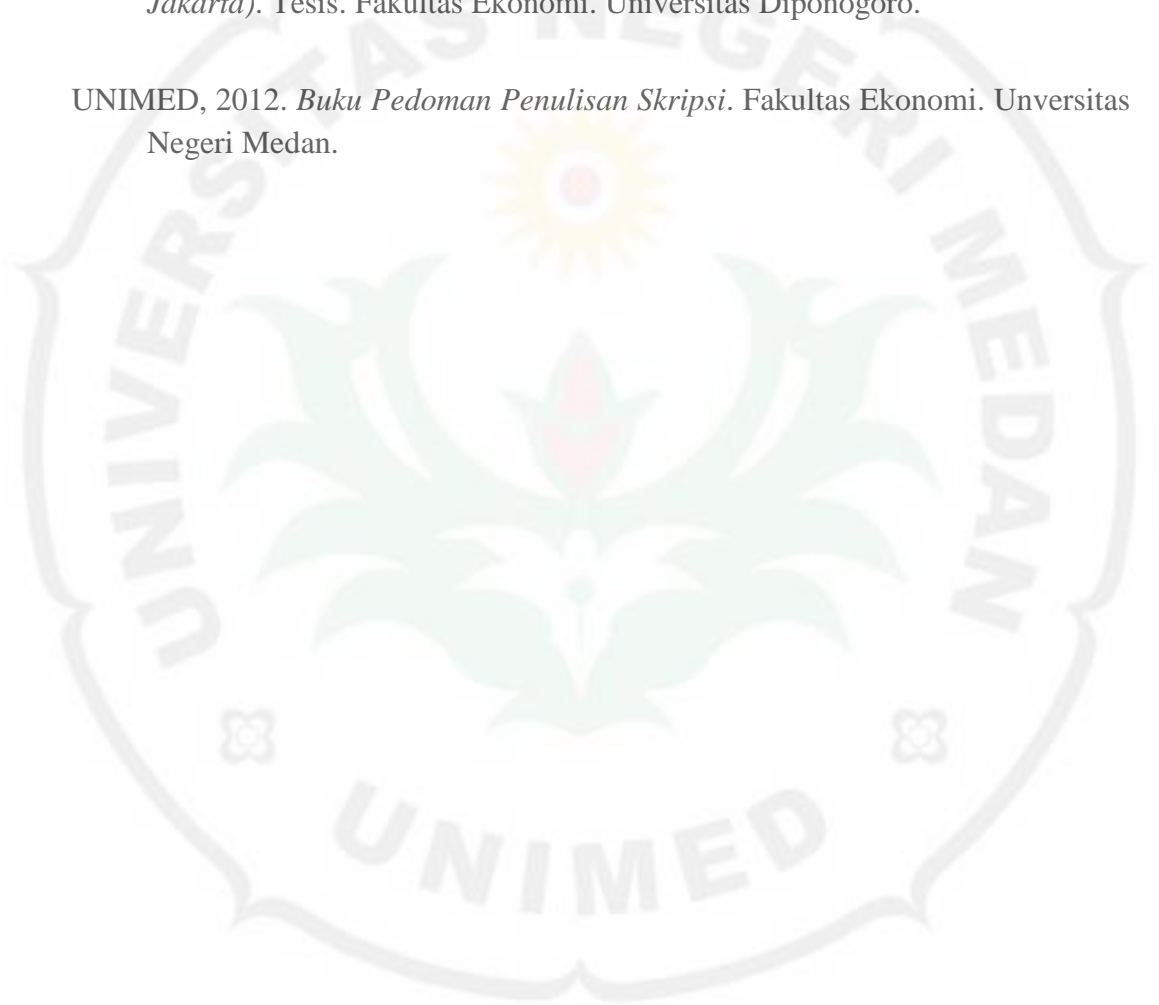 Jakarta). Tesis. Fakultas Ekonomi. Universitas Diponogoro.
UNIMED, 2012. Buku Pedoman Penulisan Skripsi. Fakultas Ekonomi. Unversitas
Negeri Medan.
UNIVERSITAS NEGERI MEDAN
UNIMED